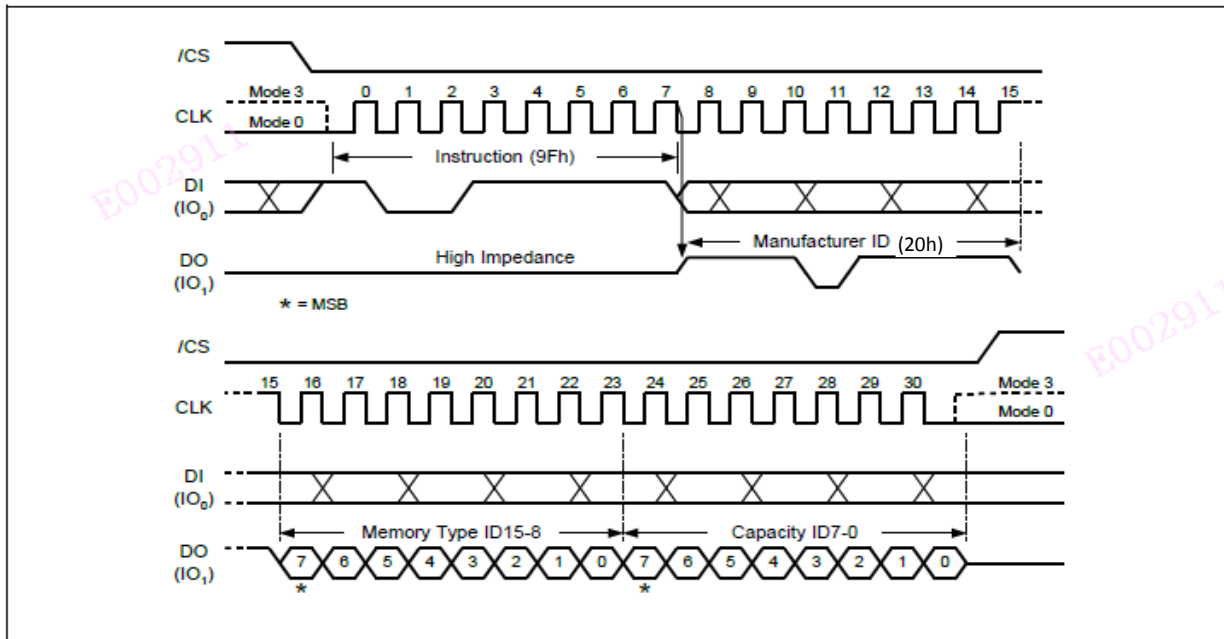 /CS
Mode 3 0 1 2 3 4 5 6 7 8 9 10 11 12 13 14 15
CLK
Mode 0
Instruction (9Fh)
DI
(IO0)
Manufacturer ID (20h)
DO
(IO1)
High Impedance
* = MSB
/CS
15 16 17 18 19 20 21 22 23 24 25 26 27 28 29 30 Mode 3
CLK
Mode 0
DI
(IO0)
Memory Type ID15-8 Capacity ID7-0
DO
(IO1)
7 6 5 4 3 2 1 0 7 6 5 4 3 2 1 0
* *
E002911
E002911